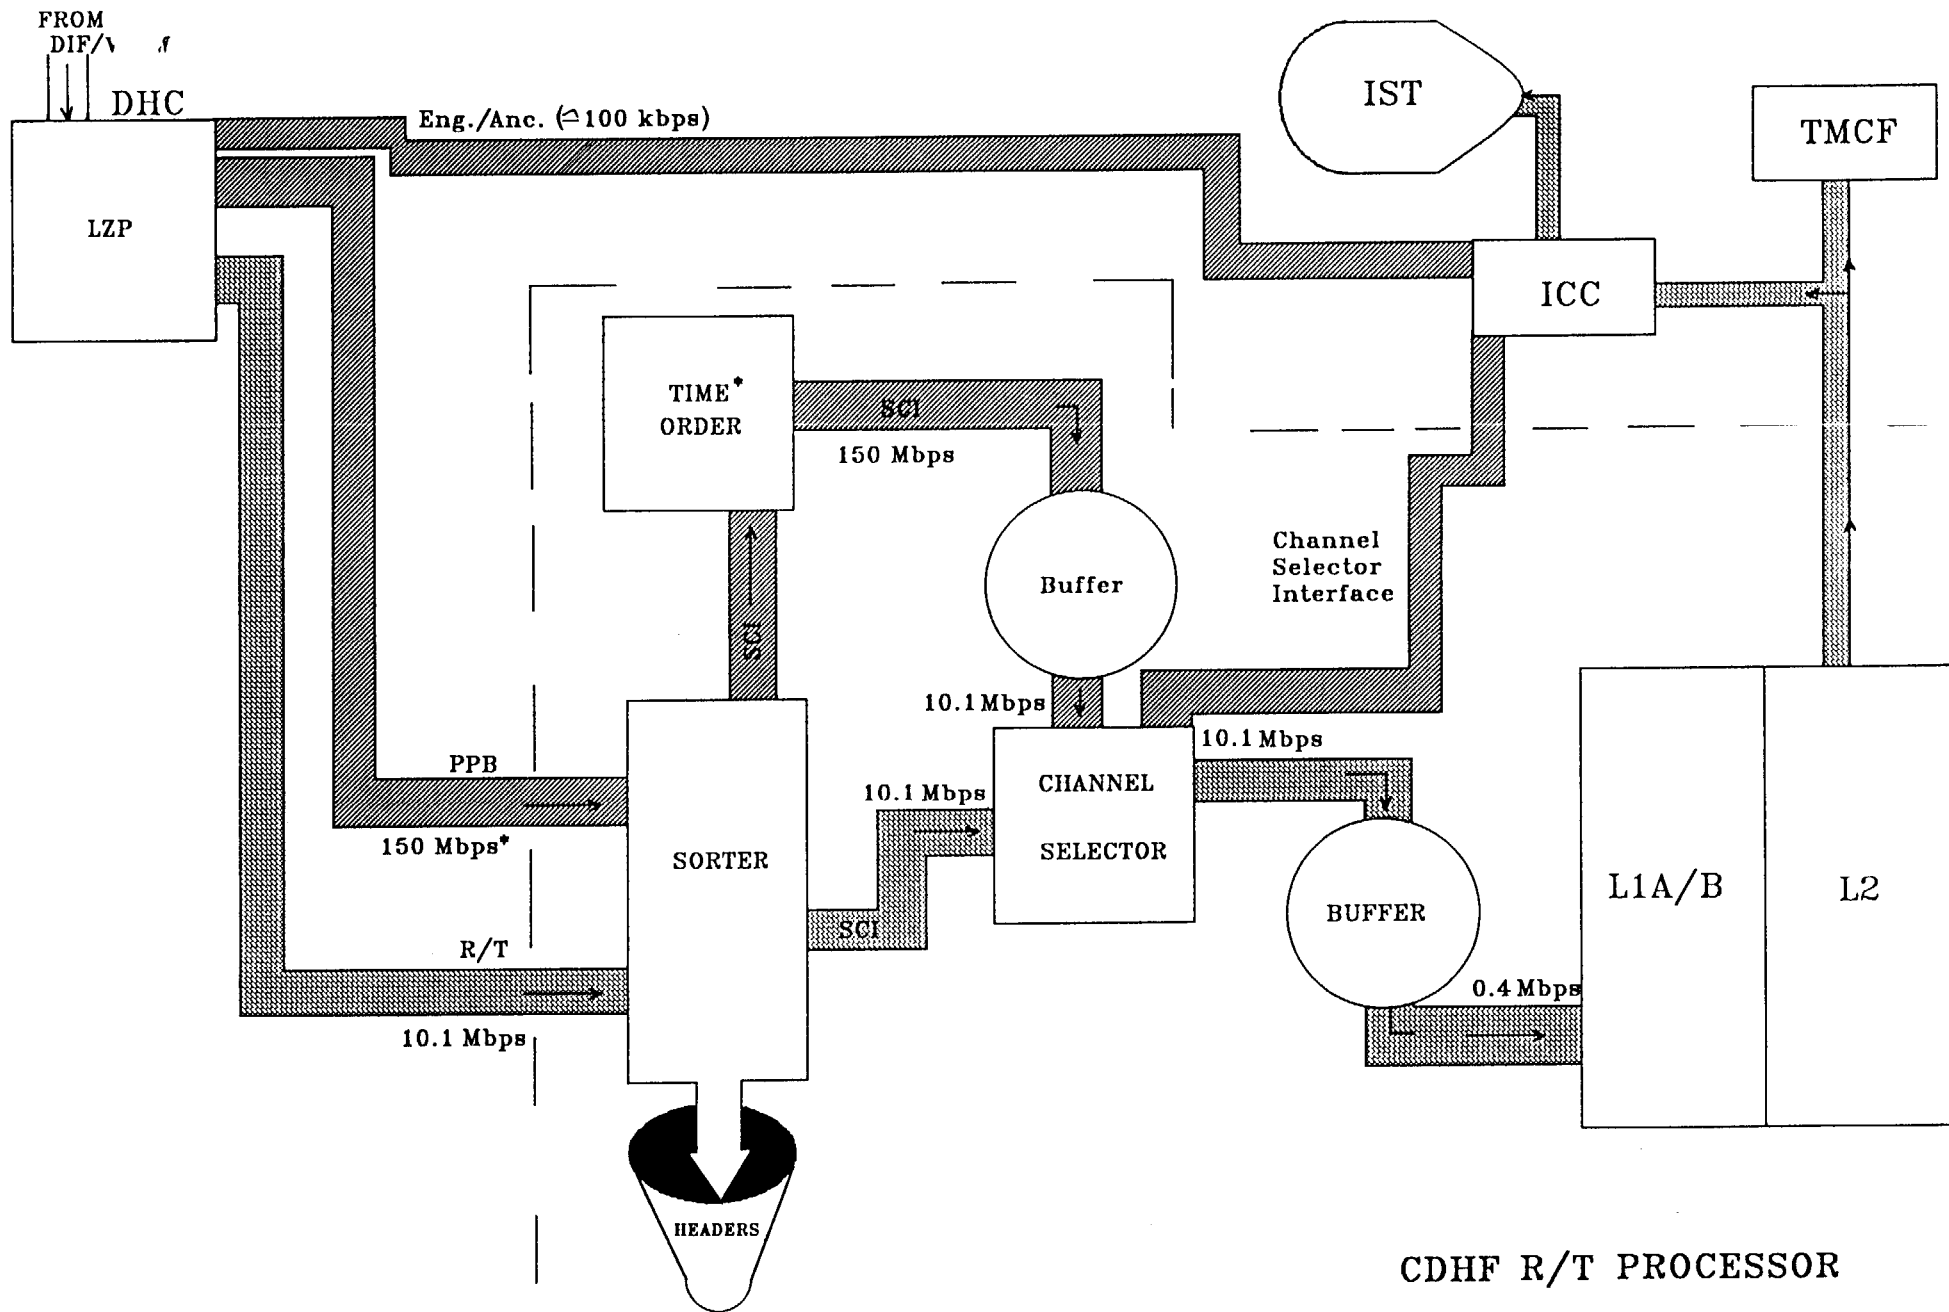 FROM
DIF/
DHC
LZP
Eng./Anc. (≃100 kbps)
IST
TMCF
ICC
TIME*
ORDER
SCI
150 Mbps
Buffer
Channel
Selector
Interface
SCI
10.1 Mbps
10.1 Mbps
PPB
150 Mbps*
SORTER
10.1 Mbps
CHANNEL
SELECTOR
SCI
BUFFER
L1A/B
L2
R/T
10.1 Mbps
0.4 Mbps
HEADERS
CDHF R/T PROCESSOR